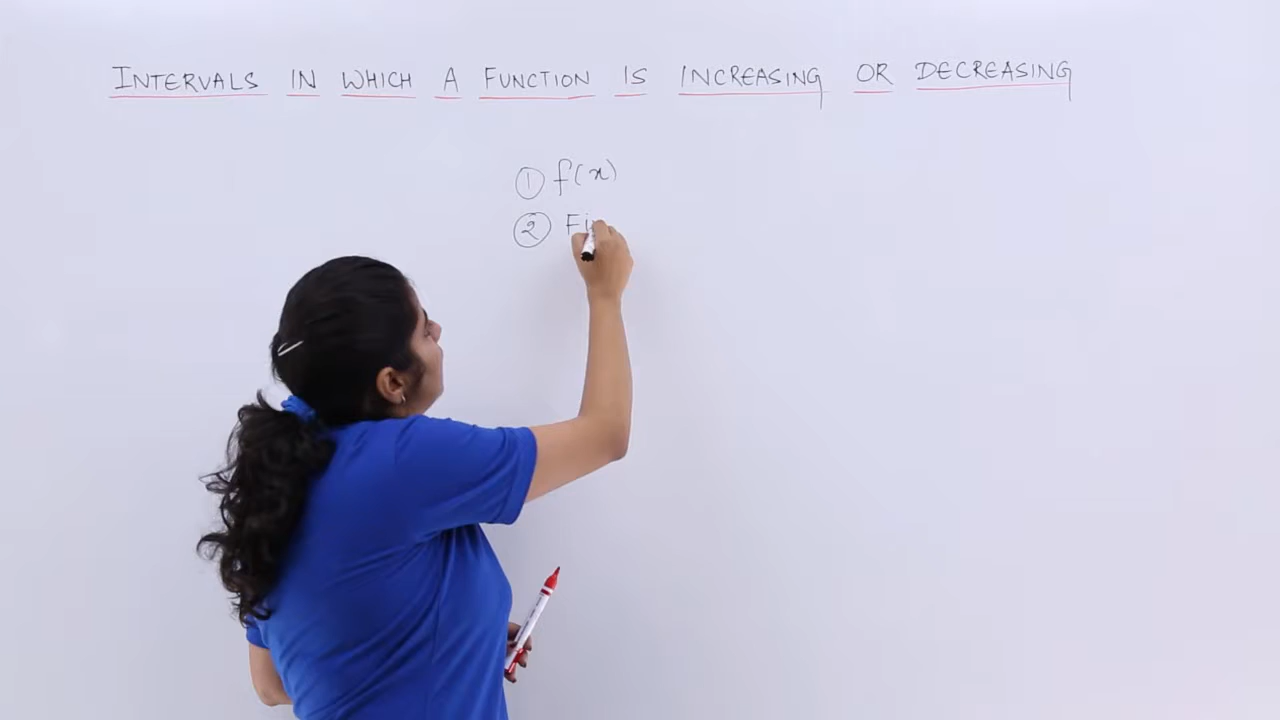 INTERVALS IN WHICH A FUNCTION IS INCREASING OR DECREASING
① f(x)
② Fi